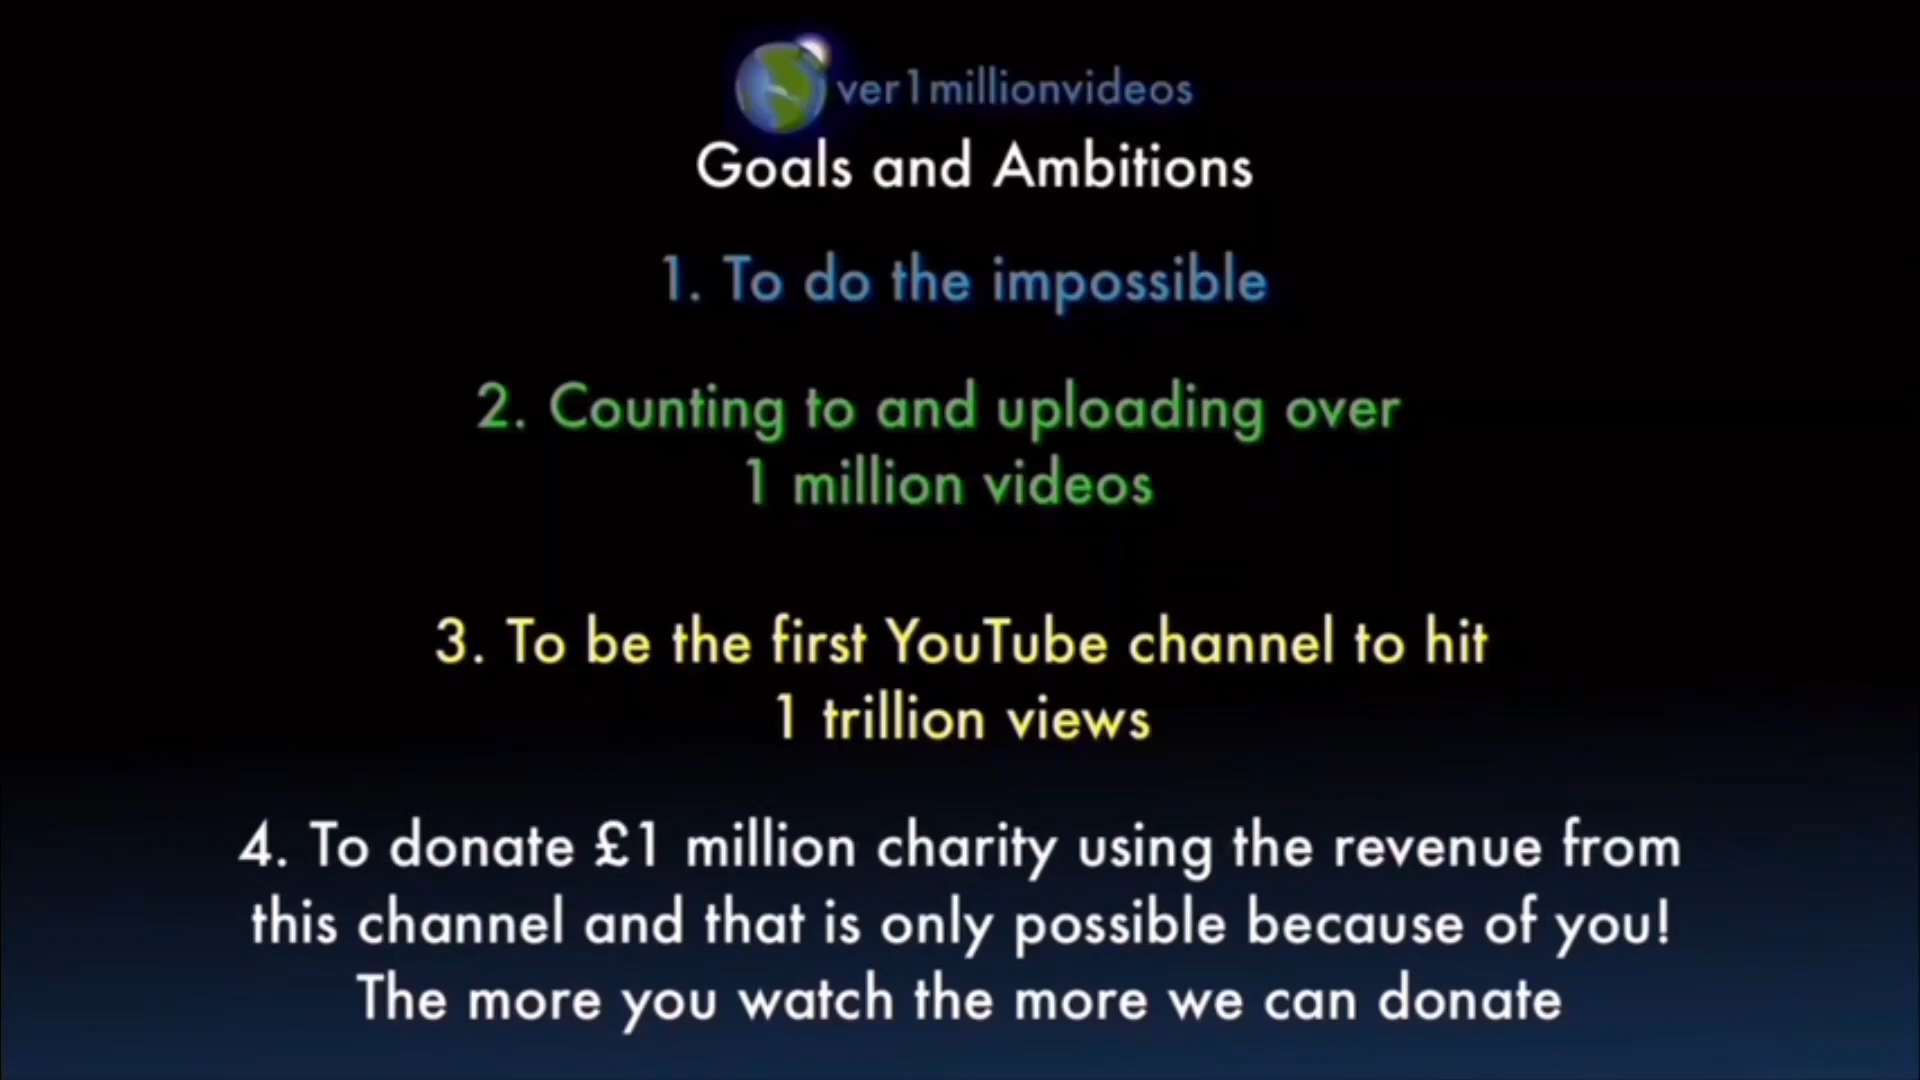 ver1millionvideos
Goals and Ambitions
1. To do the impossible
2. Counting to and uploading over
1 million videos
3. To be the first YouTube channel to hit
1 trillion views
4. To donate £1 million charity using the revenue from
this channel and that is only possible because of you!
The more you watch the more we can donate